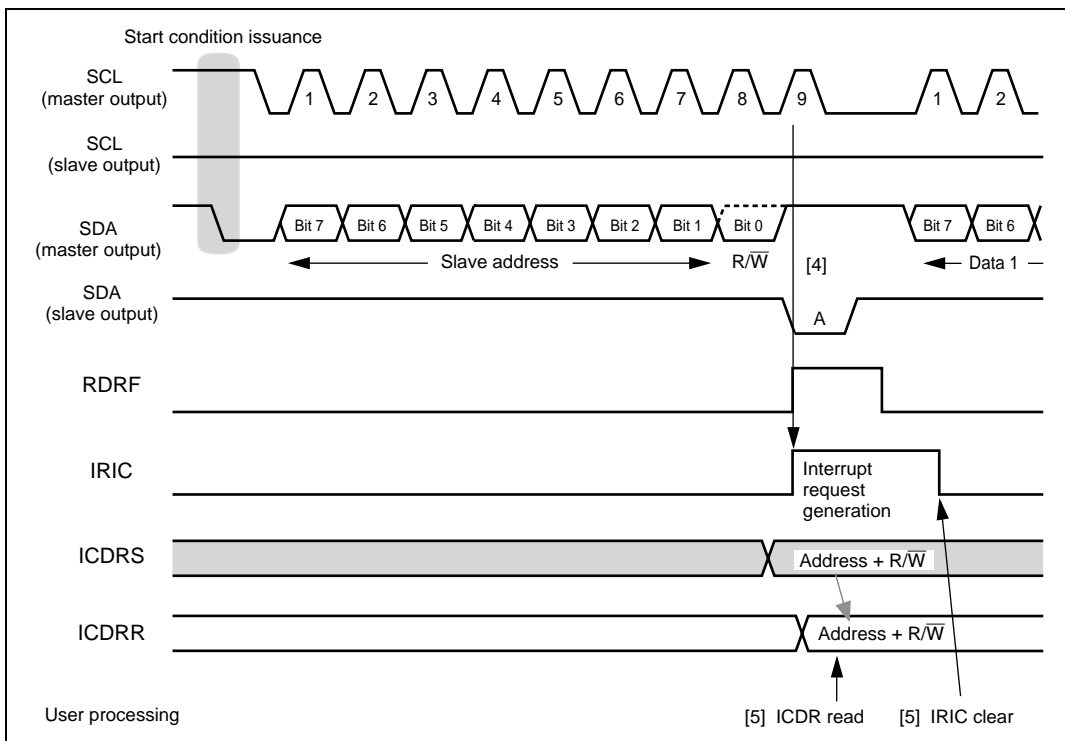 Start condition issuance
SCL
(master output)
1 2 3 4 5 6 7 8 9 1 2
SCL
(slave output)
SDA
(master output)
Bit 7 Bit 6 Bit 5 Bit 4 Bit 3 Bit 2 Bit 1 Bit 0 Bit 7 Bit 6
Slave address R/W̅ [4] Data 1
SDA
(slave output)
A
RDRF
IRIC
Interrupt
request
generation
ICDRS
Address + R/W̅
ICDRR
Address + R/W̅
User processing
[5] ICDR read
[5] IRIC clear